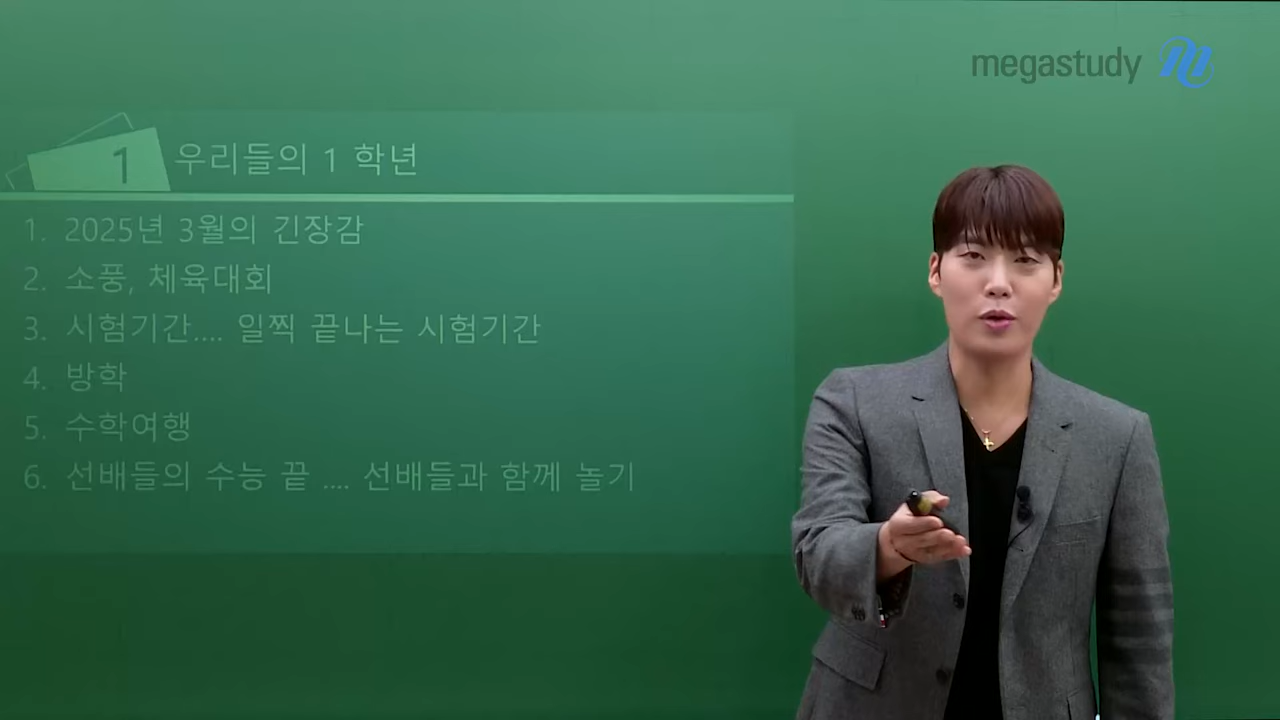 megastudy
1 우리들의 1 학년
1. 2025년 3월의 긴장감
2. 소풍, 체육대회
3. 시험기간.... 일찍 끝나는 시험기간
4. 방학
5. 수학여행
6. 선배들의 수능 끝 .... 선배들과 함께 놀기